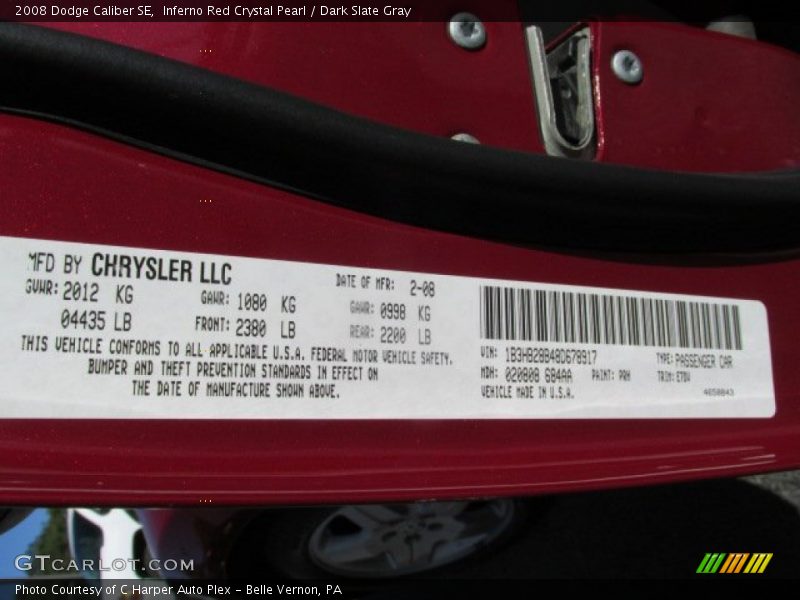 2008 Dodge Caliber SE,  Inferno Red Crystal Pearl / Dark Slate Gray
MFD BY CHRYSLER LLC
DATE OF MFR: 2-08
GVWR: 2012 KG
GAWR: 1080 KG
GAWR: 0998 KG
04435 LB
FRONT: 2380 LB
REAR: 2200 LB
THIS VEHICLE CONFORMS TO ALL APPLICABLE U.S.A. FEDERAL MOTOR VEHICLE SAFETY,
BUMPER AND THEFT PREVENTION STANDARDS IN EFFECT ON
THE DATE OF MANUFACTURE SHOWN ABOVE.
VIN: 1B3HB28B48D678917
TYPE: PASSENGER CAR
MDH: 020808 684AA
PAINT: PRH
TRIM:
VEHICLE MADE IN U.S.A.
4658843
GTCARLOT.COM
Photo Courtesy of C Harper Auto Plex - Belle Vernon, PA